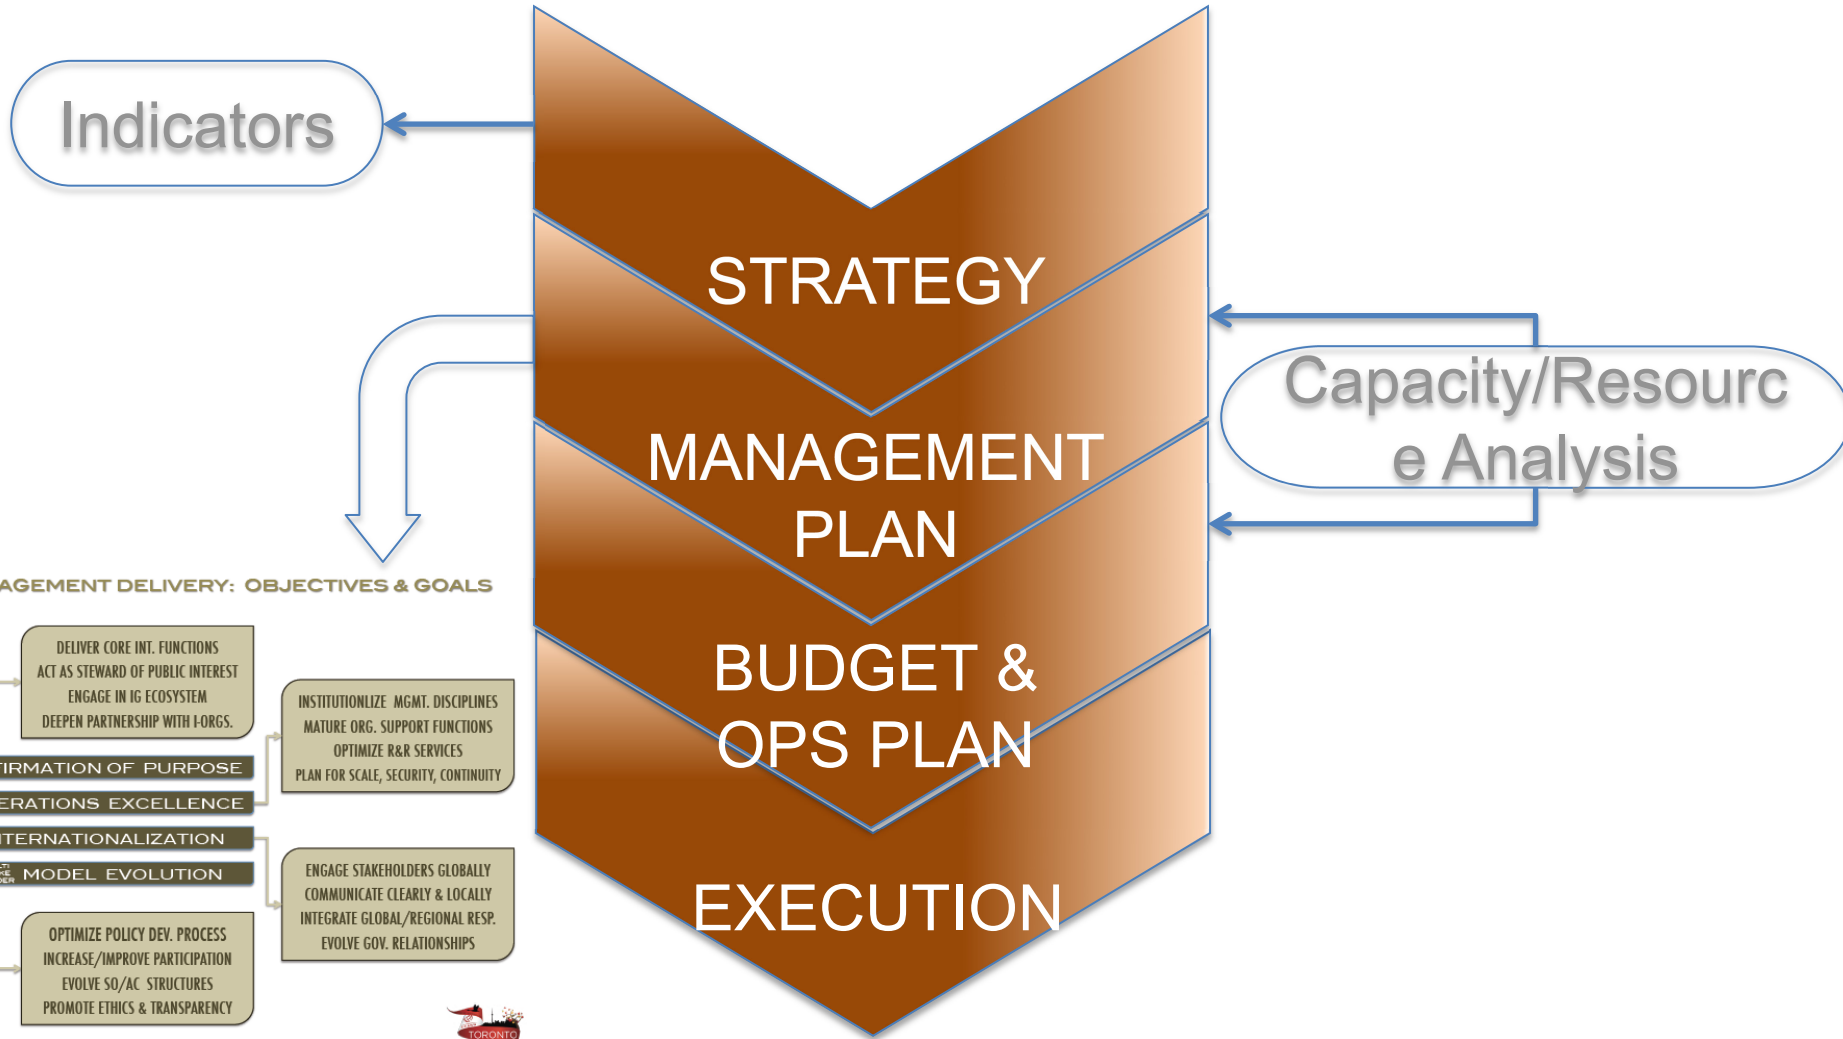 Indicators
STRATEGY
Capacity/Resourc
e Analysis
MANAGEMENT
PLAN
BUDGET &
OPS PLAN
EXECUTION
AGEMENT DELIVERY: OBJECTIVES & GOALS
DELIVER CORE INT. FUNCTIONS
ACT AS STEWARD OF PUBLIC INTEREST
ENGAGE IN IG ECOSYSTEM
DEEPEN PARTNERSHIP WITH I-ORGS.
INSTITUTIONLIZE MGMT. DISCIPLINES
MATURE ORG. SUPPORT FUNCTIONS
OPTIMIZE R&R SERVICES
PLAN FOR SCALE, SECURITY, CONTINUITY
FIRMATION OF PURPOSE
ERATIONS EXCELLENCE
TERNATIONALIZATION
MODEL EVOLUTION
ENGAGE STAKEHOLDERS GLOBALLY
COMMUNICATE CLEARLY & LOCALLY
INTEGRATE GLOBAL/REGIONAL RESP.
EVOLVE GOV. RELATIONSHIPS
OPTIMIZE POLICY DEV. PROCESS
INCREASE/IMPROVE PARTICIPATION
EVOLVE SO/AC STRUCTURES
PROMOTE ETHICS & TRANSPARENCY
TORONTO